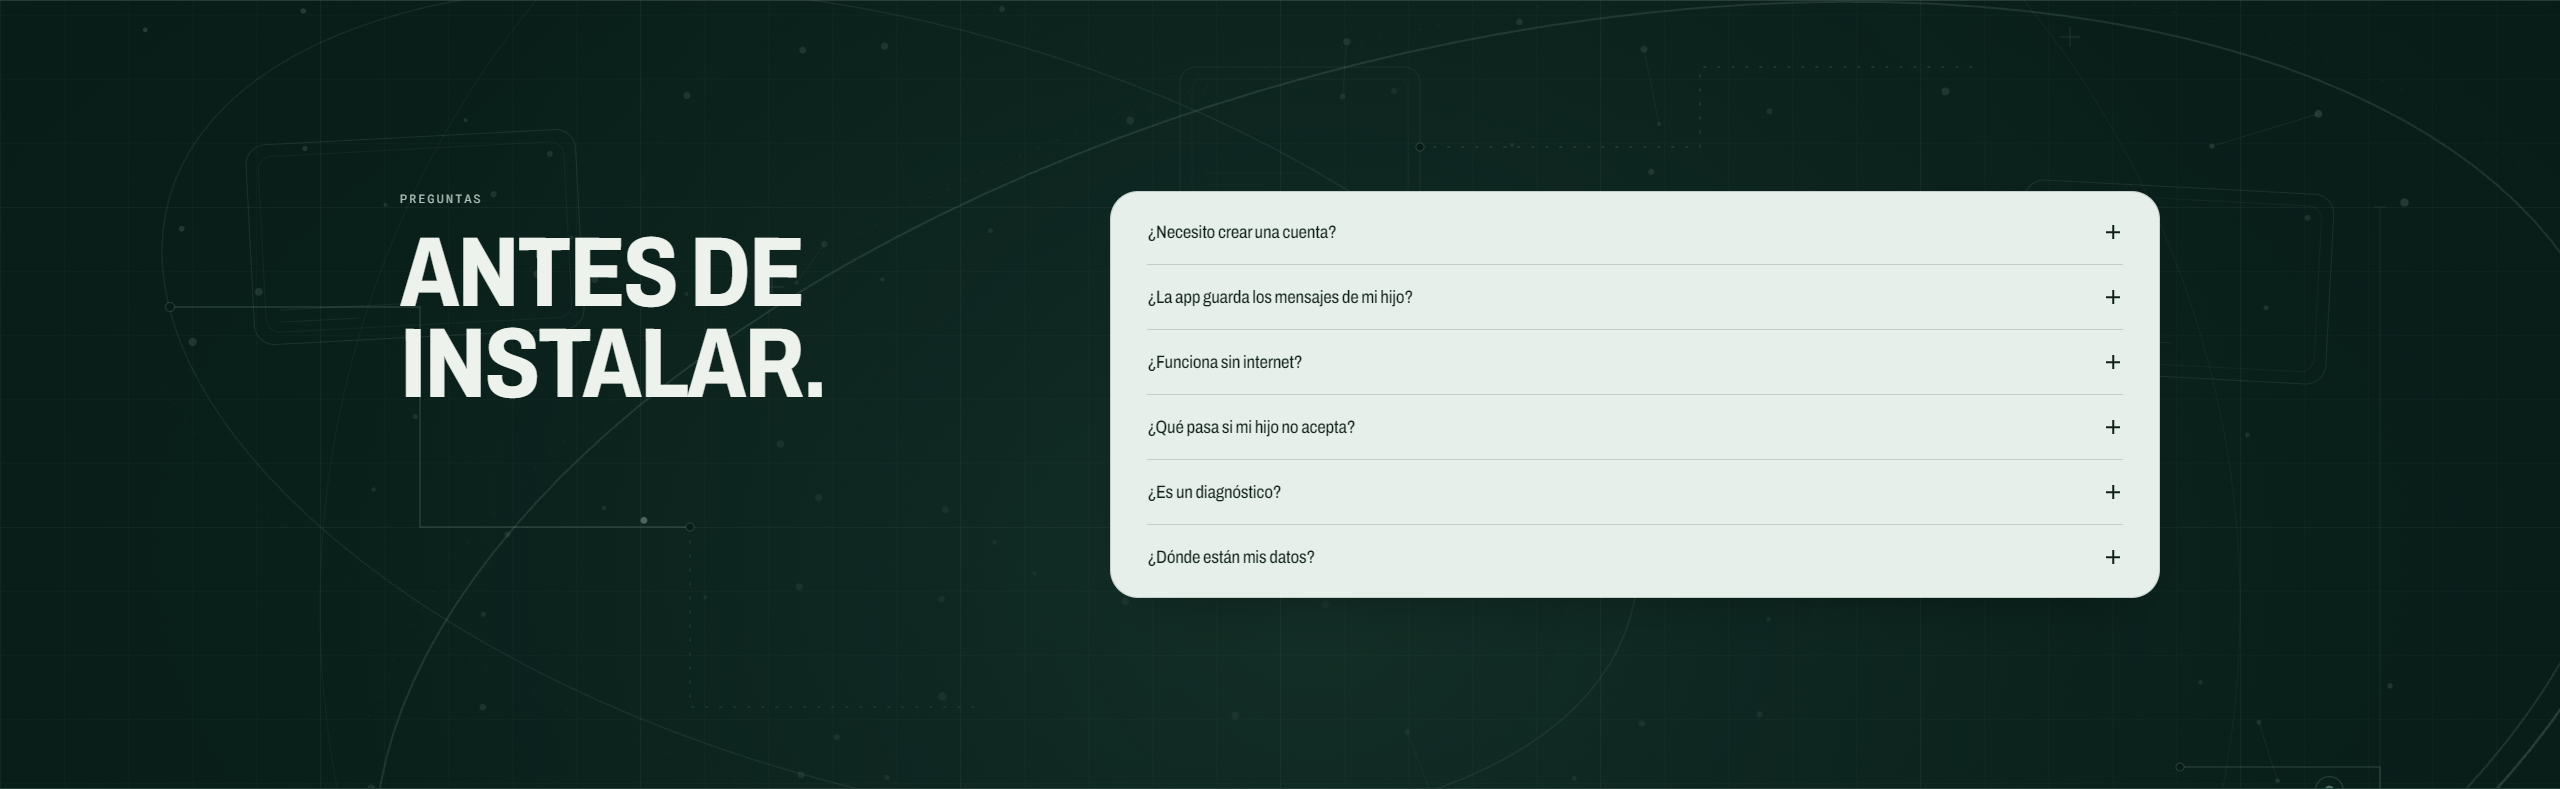 PREGUNTAS
ANTES DE
INSTALAR.
¿Necesito crear una cuenta?
¿La app guarda los mensajes de mi hijo?
¿Funciona sin internet?
¿Qué pasa si mi hijo no acepta?
¿Es un diagnóstico?
¿Dónde están mis datos?